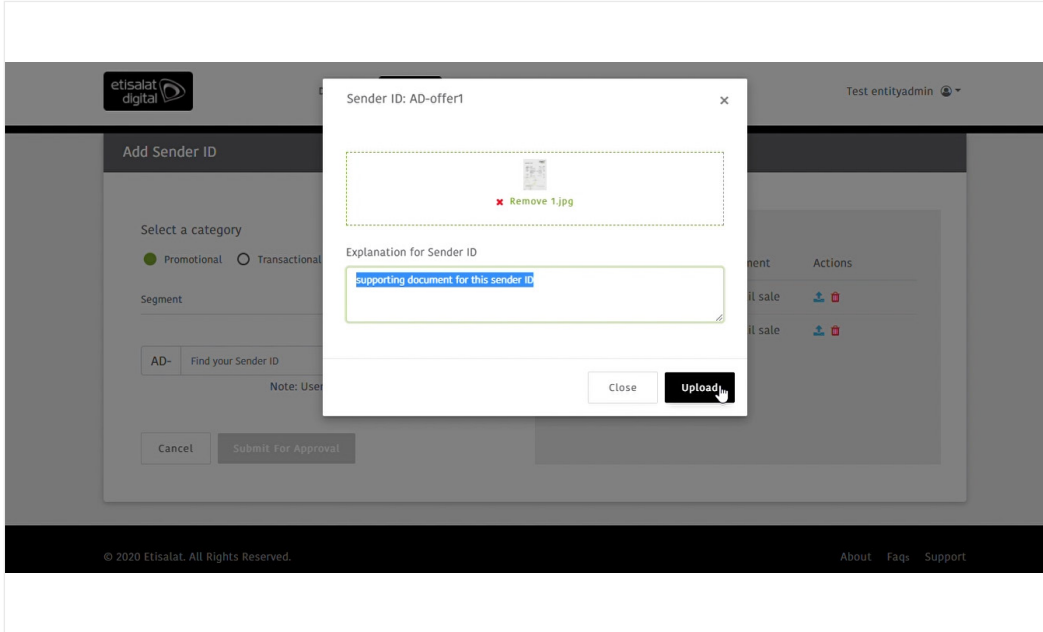 etisalat
digital
Test entityadmin
Sender ID: AD-offer1
×
Add Sender ID
✖ Remove 1.jpg
Select a category
Promotional Transactional
Explanation for Sender ID
supporting document for this sender ID
Actions
Segment
il sale
il sale
AD- Find your Sender ID
Note: User
Close Upload
Cancel Submit For Approval
© 2020 Etisalat. All Rights Reserved.
About Faqs Support